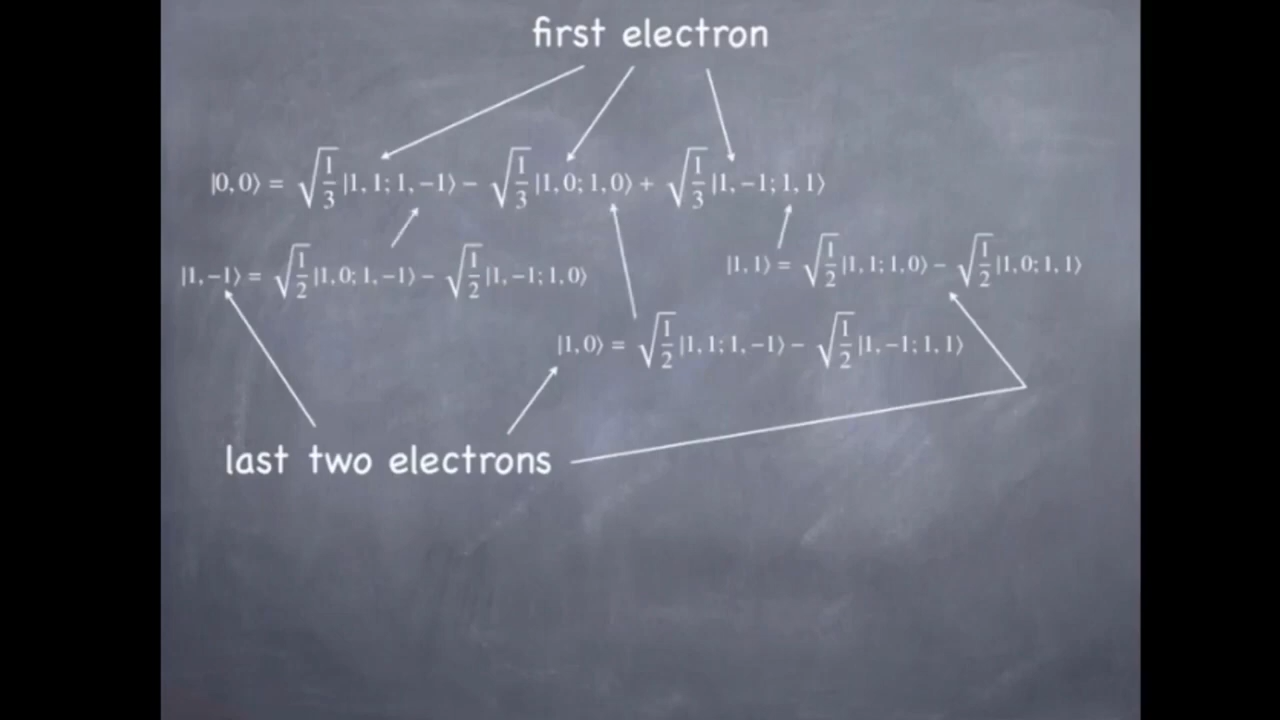 first electron
|0, 0⟩ = √(1/3) |1, 1; 1, −1⟩ − √(1/3) |1, 0; 1, 0⟩ + √(1/3) |1, −1; 1, 1⟩
|1, −1⟩ = √(1/2) |1, 0; 1, −1⟩ − √(1/2) |1, −1; 1, 0⟩
|1, 1⟩ = √(1/2) |1, 1; 1, 0⟩ − √(1/2) |1, 0; 1, 1⟩
|1, 0⟩ = √(1/2) |1, 1; 1, −1⟩ − √(1/2) |1, −1; 1, 1⟩
last two electrons